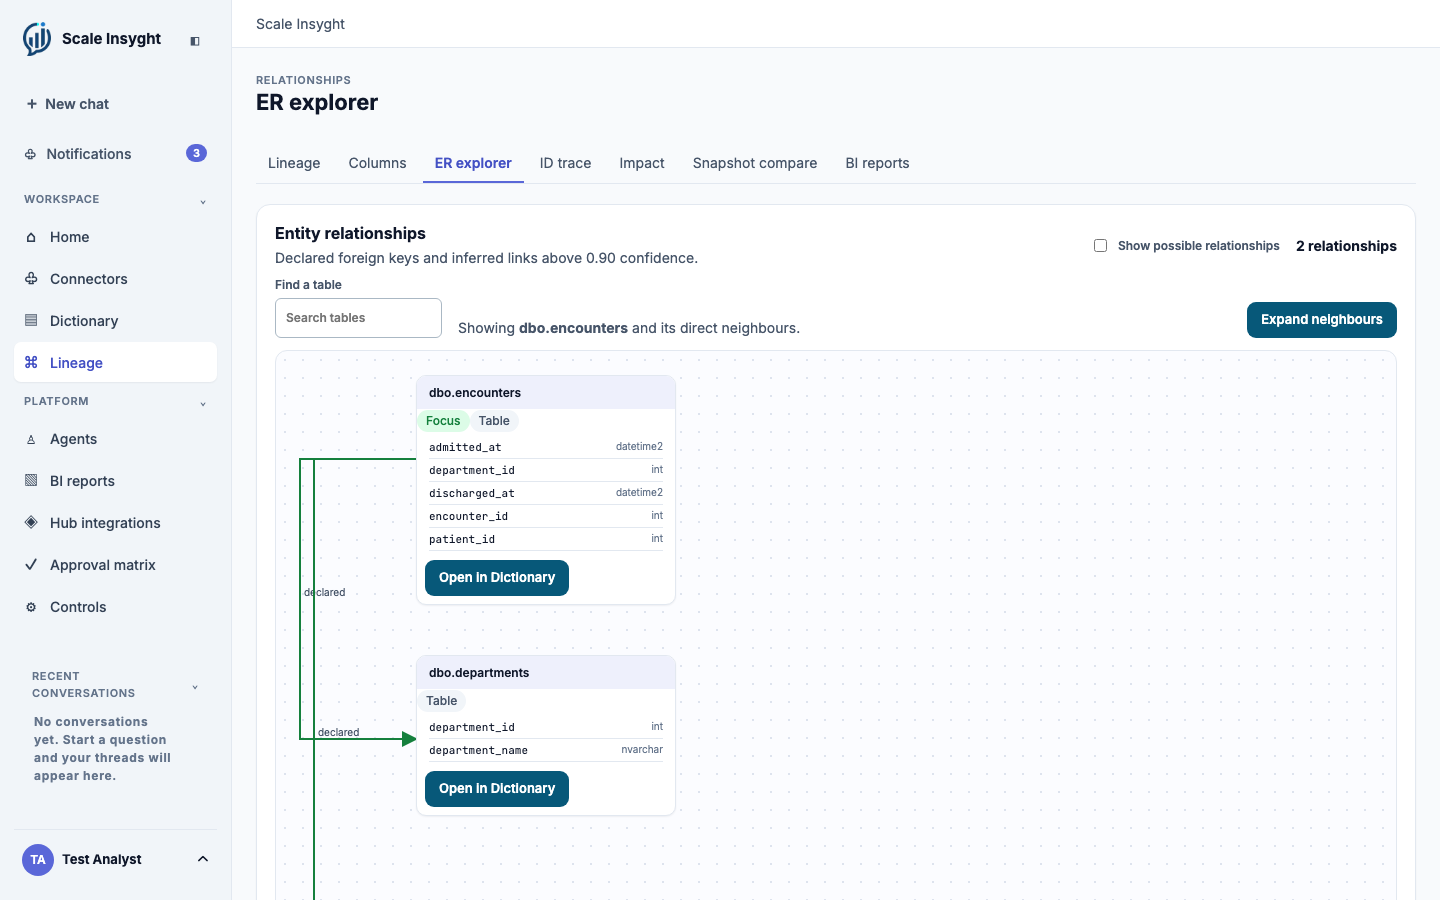 Scale Insyght
Scale Insyght
+ New chat
Notifications 3
WORKSPACE
Home
Connectors
Dictionary
Lineage
PLATFORM
Agents
BI reports
Hub integrations
Approval matrix
Controls
RECENT
CONVERSATIONS
No conversations
yet. Start a question
and your threads will
appear here.
TA Test Analyst
RELATIONSHIPS
ER explorer
Lineage Columns ER explorer ID trace Impact Snapshot compare BI reports
Entity relationships
Declared foreign keys and inferred links above 0.90 confidence.
Show possible relationships 2 relationships
Find a table
Search tables
Showing dbo.encounters and its direct neighbours.
Expand neighbours
dbo.encounters
Focus Table
admitted_at datetime2
department_id int
discharged_at datetime2
encounter_id int
patient_id int
Open in Dictionary
declared
dbo.departments
Table
department_id int
declared
department_name nvarchar
Open in Dictionary